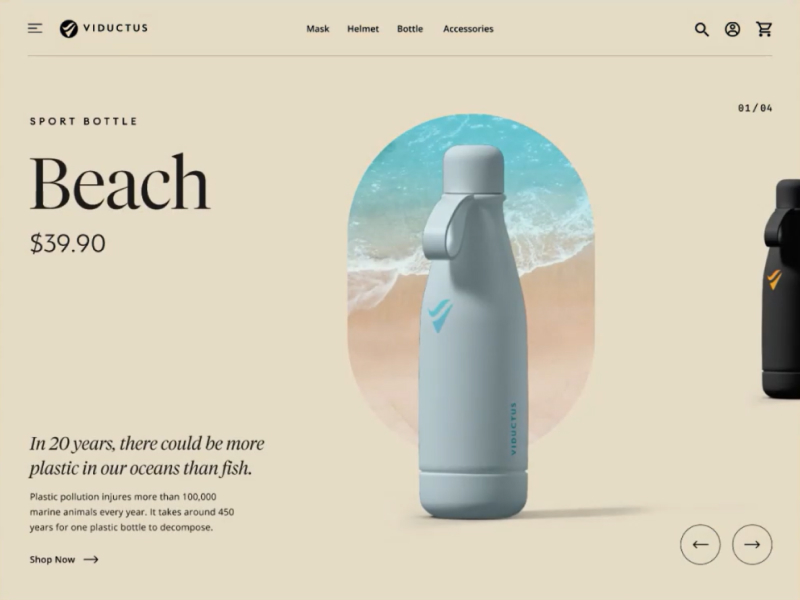 VIDUCTUS
Mask Helmet Bottle Accessories
01/04
SPORT BOTTLE
Beach
$39.90
VIDUCTUS
In 20 years, there could be more
plastic in our oceans than fish.
Plastic pollution injures more than 100,000
marine animals every year. It takes around 450
years for one plastic bottle to decompose.
Shop Now